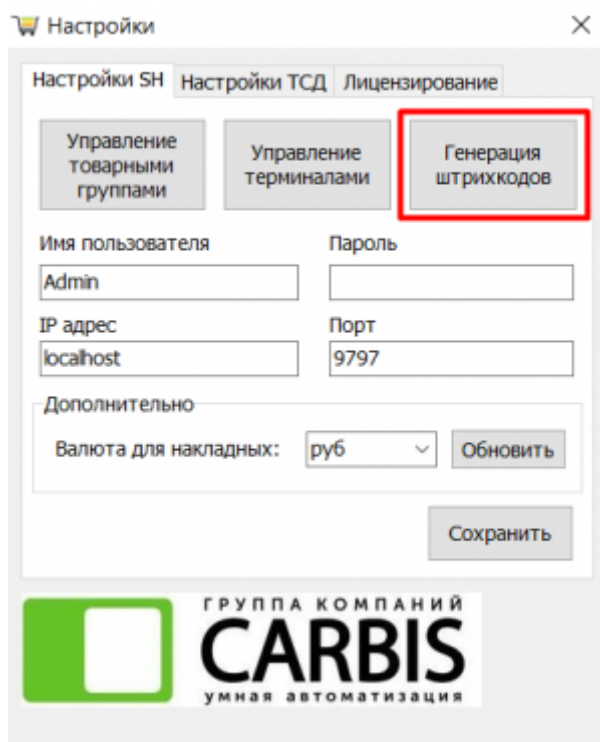 Настройки
Настройки SH Настройки ТСД Лицензирование
Управление
товарными
группами
Управление
терминалами
Генерация
штрихкодов
Имя пользователя Пароль
Admin
IP адрес Порт
localhost 9797
Дополнительно
Валюта для накладных: руб Обновить
Сохранить
ГРУППА КОМПАНИЙ
CARBIS
умная автоматизация